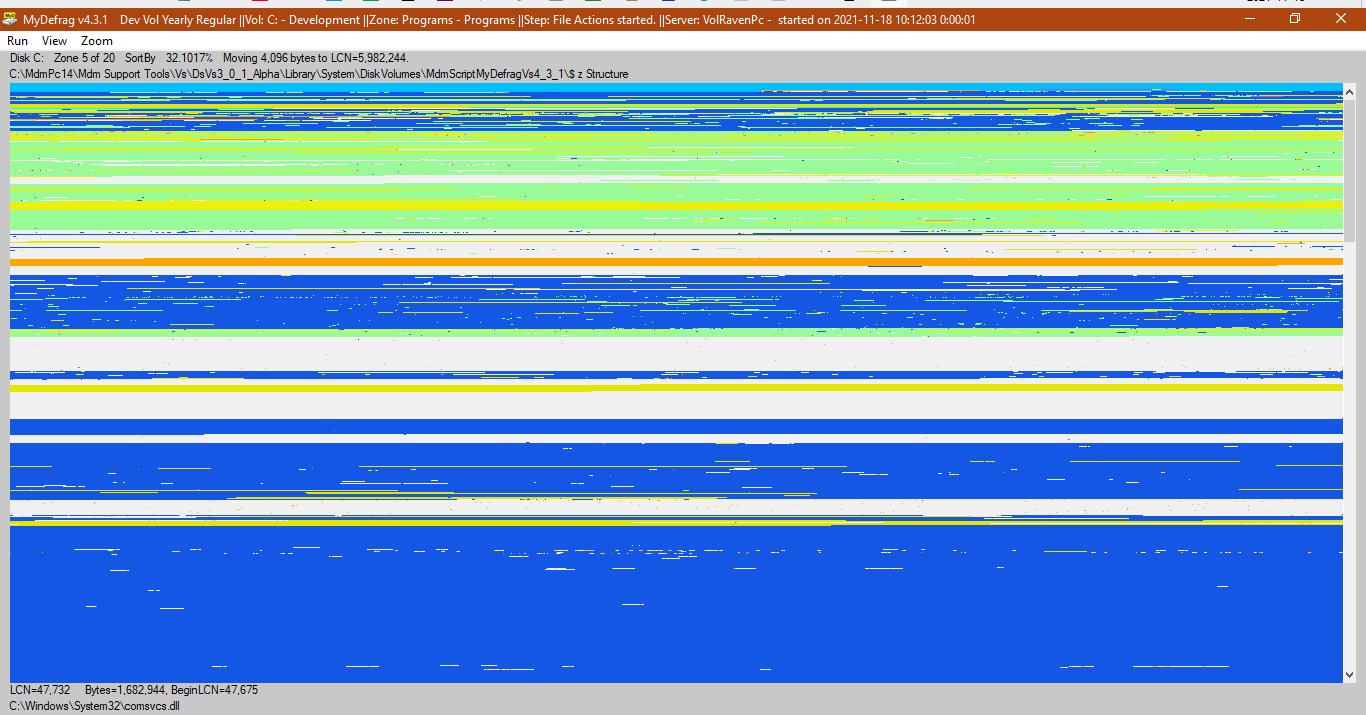 MyDefrag v4.3.1 Dev Vol Yearly Regular ||Vol: C: - Development ||Zone: Programs - Programs ||Step: File Actions started. ||Server: VolRavenPc - started on 2021-11-18 10:12:03 0:00:01
Run View Zoom
Disk C: Zone 5 of 20 SortBy 32.1017% Moving 4,096 bytes to LCN=5,982,244.
C:\MdmPc14\Mdm Support Tools\Vs\DsVs3_0_1_Alpha\Library\System\DiskVolumes\MdmScriptMyDefragVs4_3_1\$ z Structure
LCN=47,732 Bytes=1,682,944, BeginLCN=47,675
C:\Windows\System32\comsvcs.dll